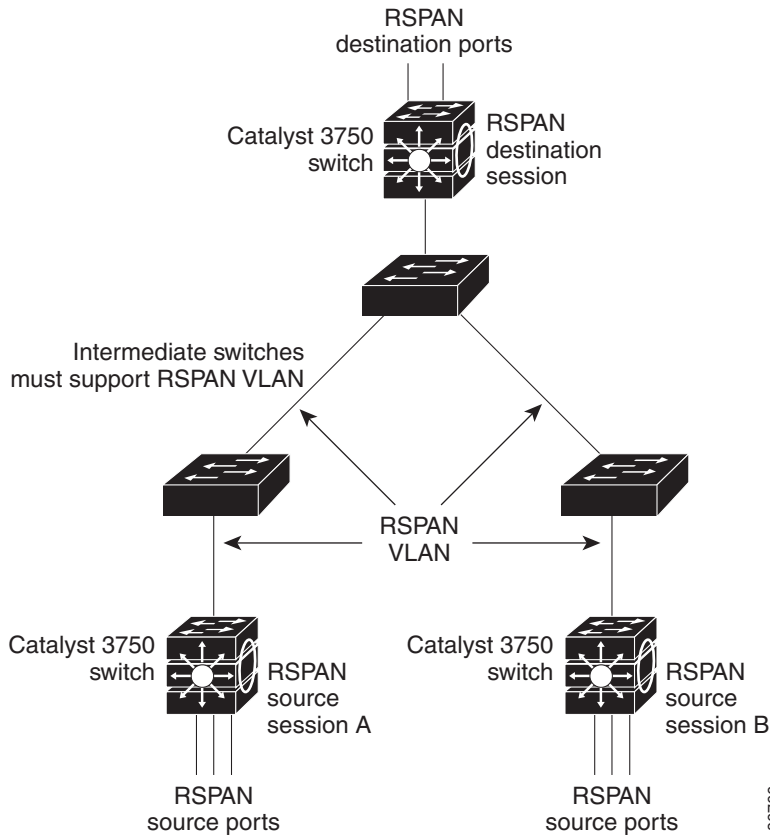 RSPAN
destination ports
Catalyst 3750
switch
RSPAN
destination
session
Intermediate switches
must support RSPAN VLAN
RSPAN
VLAN
Catalyst 3750
switch
RSPAN
source
session A
Catalyst 3750
switch
RSPAN
source
session B
RSPAN
source ports
RSPAN
source ports